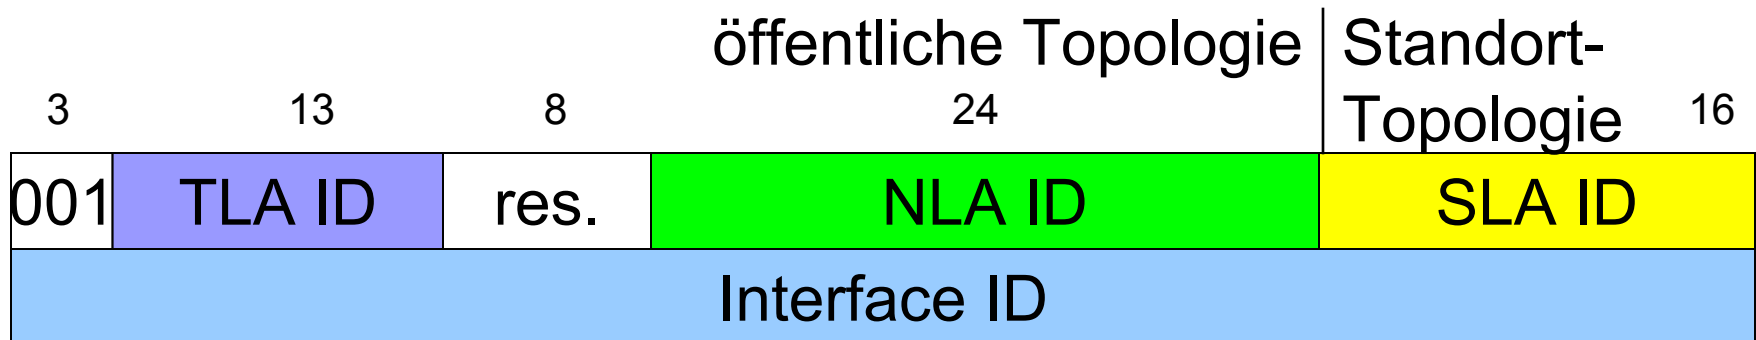 öffentliche Topologie Standort-
3 13 8 24 Topologie 16
001 TLA ID res. NLA ID SLA ID
Interface ID